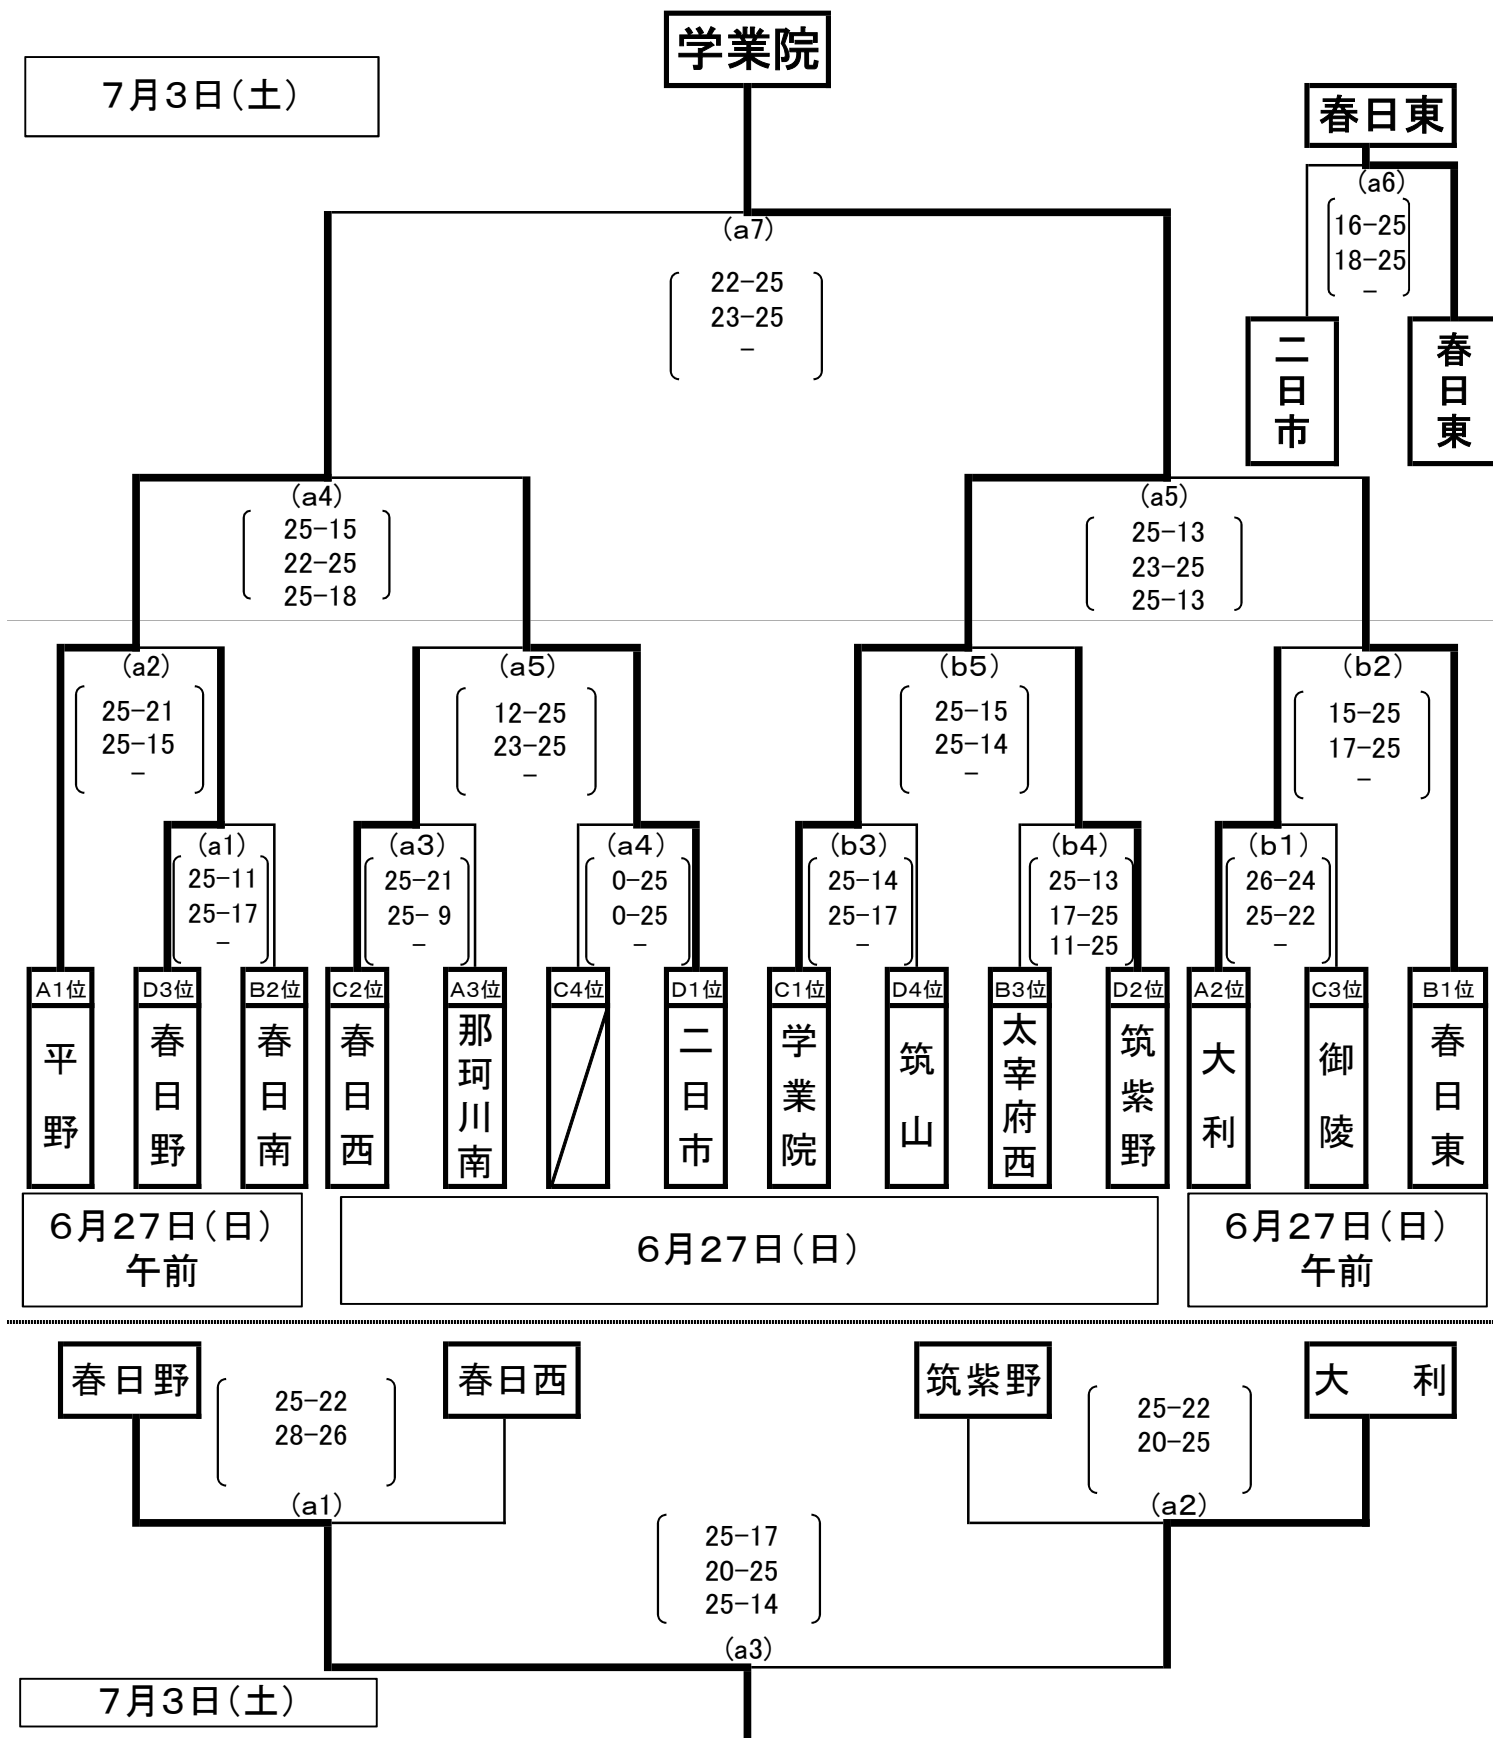 学業院
7月3日(土)
春日東
(a6)
16-25
18-25
-
二日市
春日東
(a7)
22-25
23-25
-
(a4)
25-15
22-25
25-18
(a5)
25-13
23-25
25-13
(a2)
25-21
25-15
-
(a5)
12-25
23-25
-
(b5)
25-15
25-14
-
(b2)
15-25
17-25
-
(a1)
25-11
25-17
-
(a3)
25-21
25- 9
-
(a4)
0-25
0-25
-
(b3)
25-14
25-17
-
(b4)
25-13
17-25
11-25
(b1)
26-24
25-22
-
A1位
平野
D3位
春日野
B2位
春日南
C2位
春日西
A3位
那珂川南
C4位
D1位
二日市
C1位
学業院
D4位
筑山
B3位
太宰府西
D2位
筑紫野
A2位
大利
C3位
御陵
B1位
春日東
6月27日(日)
午前
6月27日(日)
6月27日(日)
午前
春日野
春日西
筑紫野
大　利
25-22
28-26
(a1)
25-22
20-25
(a2)
25-17
20-25
25-14
(a3)
7月3日(土)